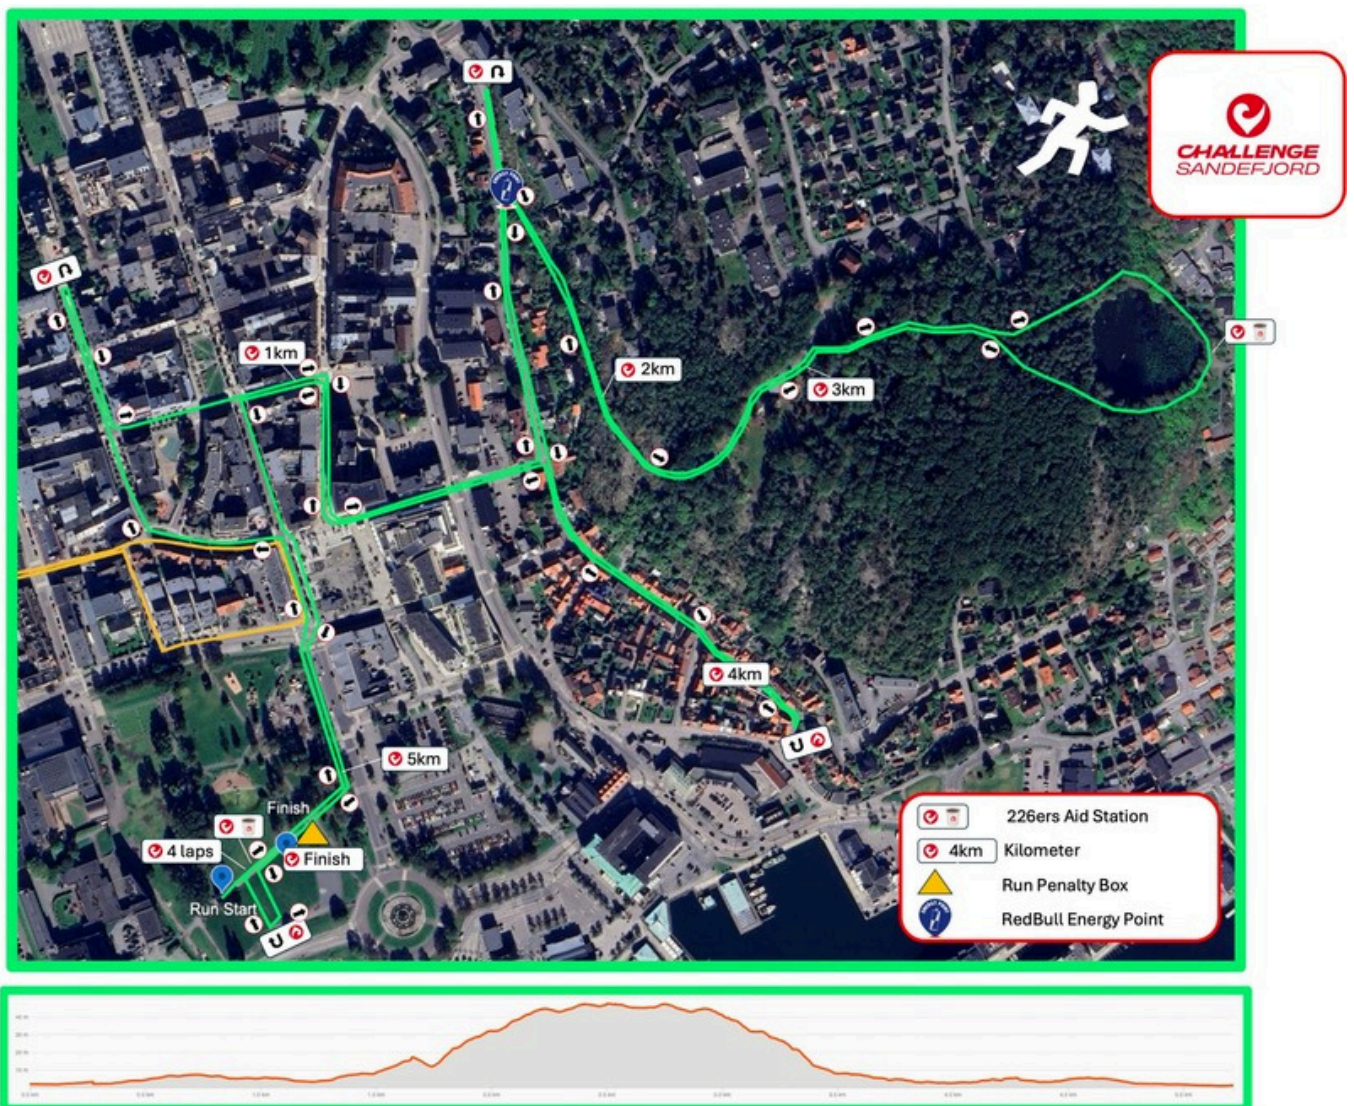 CHALLENGE
SANDEFJORD
1km
2km
3km
4km
5km
Finish
4 laps
Finish
Run Start
226ers Aid Station
4km Kilometer
Run Penalty Box
RedBull Energy Point